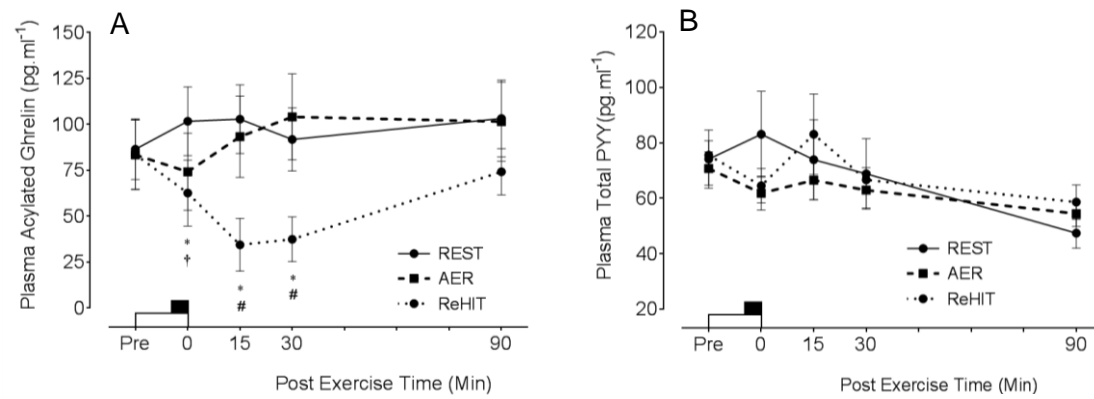 A
Plasma Acylated Ghrelin (pg.ml⁻¹)
150
125
100
75
50
25
0
*
†
*
#
*
#
REST
AER
ReHIT
Pre 0 15 30 90
Post Exercise Time (Min)
B
Plasma Total PYY(pg.ml⁻¹)
120
100
80
60
40
20
REST
AER
ReHIT
Pre 0 15 30 90
Post Exercise Time (Min)